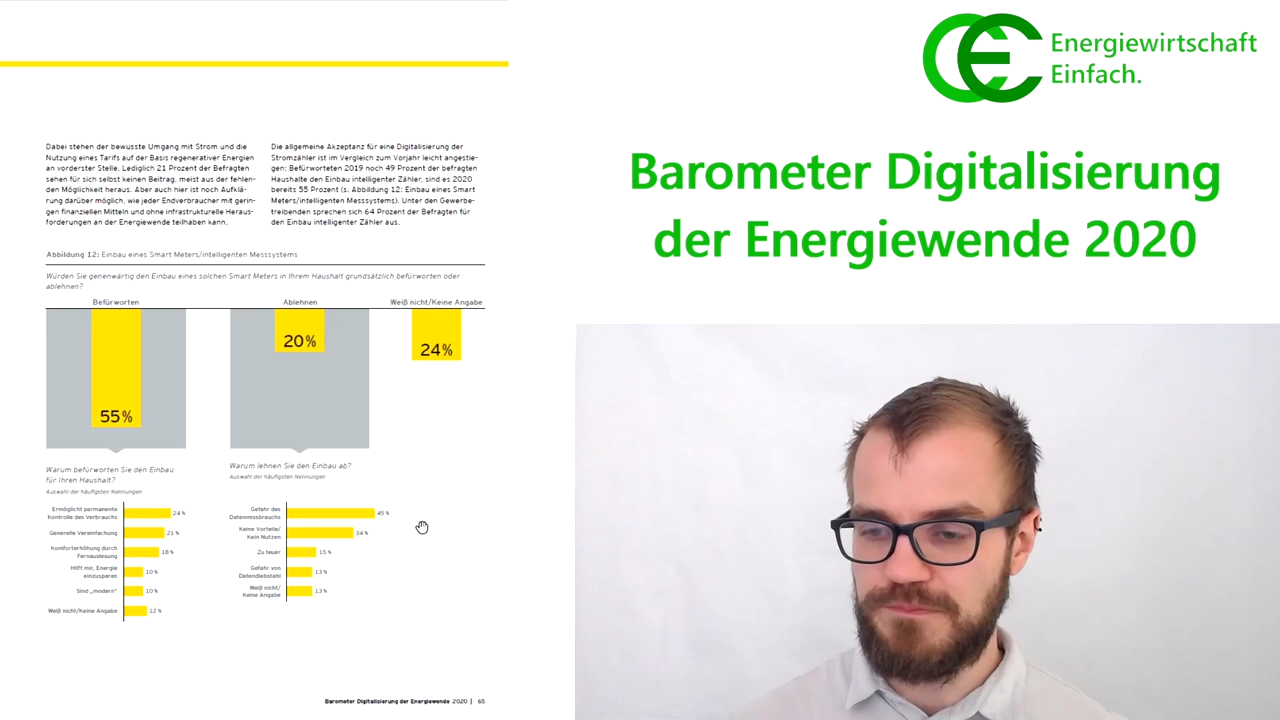 Dabei stehen der bewusste Umgang mit Strom und die
Nutzung eines Tarifs auf der Basis regenerativer Energien
an vorderster Stelle. Lediglich 21 Prozent der Befragten
sehen für sich selbst keinen Beitrag, meist aus der fehlen-
den Möglichkeit heraus. Aber auch hier ist noch Aufklä-
rung darüber möglich, wie jeder Endverbraucher mit gerin-
gen finanziellen Mitteln und ohne infrastrukturelle Heraus-
forderungen an der Energiewende teilhaben kann.
Die allgemeine Akzeptanz für eine Digitalisierung der
Stromzähler ist im Vergleich zum Vorjahr leicht angestie-
gen: Befürworteten 2019 noch 49 Prozent der befragten
Haushalte den Einbau intelligenter Zähler, sind es 2020
bereits 55 Prozent (s. Abbildung 12: Einbau eines Smart
Meters/intelligenten Messsystems). Unter den Gewerbe-
treibenden sprechen sich 64 Prozent der Befragten für
den Einbau intelligenter Zähler aus.
Abbildung 12: Einbau eines Smart Meters/intelligenten Messsystems
Würden Sie genenwärtig den Einbau eines solchen Smart Meters in Ihrem Haushalt grundsätzlich befürworten oder
ablehnen?
Befürworten
Ablehnen
Weiß nicht/Keine Angabe
55 %
20 %
24 %
Warum befürworten Sie den Einbau
für Ihren Haushalt?
Auswahl der häufigsten Nennungen
Ermöglicht permanente
Kontrolle des Verbrauchs
24 %
Generelle Vereinfachung
21 %
Komforterhöhung durch
Fernauslesung
18 %
Hilft mir, Energie
einzusparen
10 %
Sind „modern“
10 %
Weiß nicht/Keine Angabe
12 %
Warum lehnen Sie den Einbau ab?
Auswahl der häufigsten Nennungen
Gefahr des
Datenmissbrauchs
45 %
Keine Vorteile/
Kein Nutzen
34 %
Zu teuer
15 %
Gefahr von
Datendiebstahl
13 %
Weiß nicht/
Keine Angabe
13 %
Barometer Digitalisierung der Energiewende 2020 | 65
Energiewirtschaft
Einfach.
Barometer Digitalisierung
der Energiewende 2020